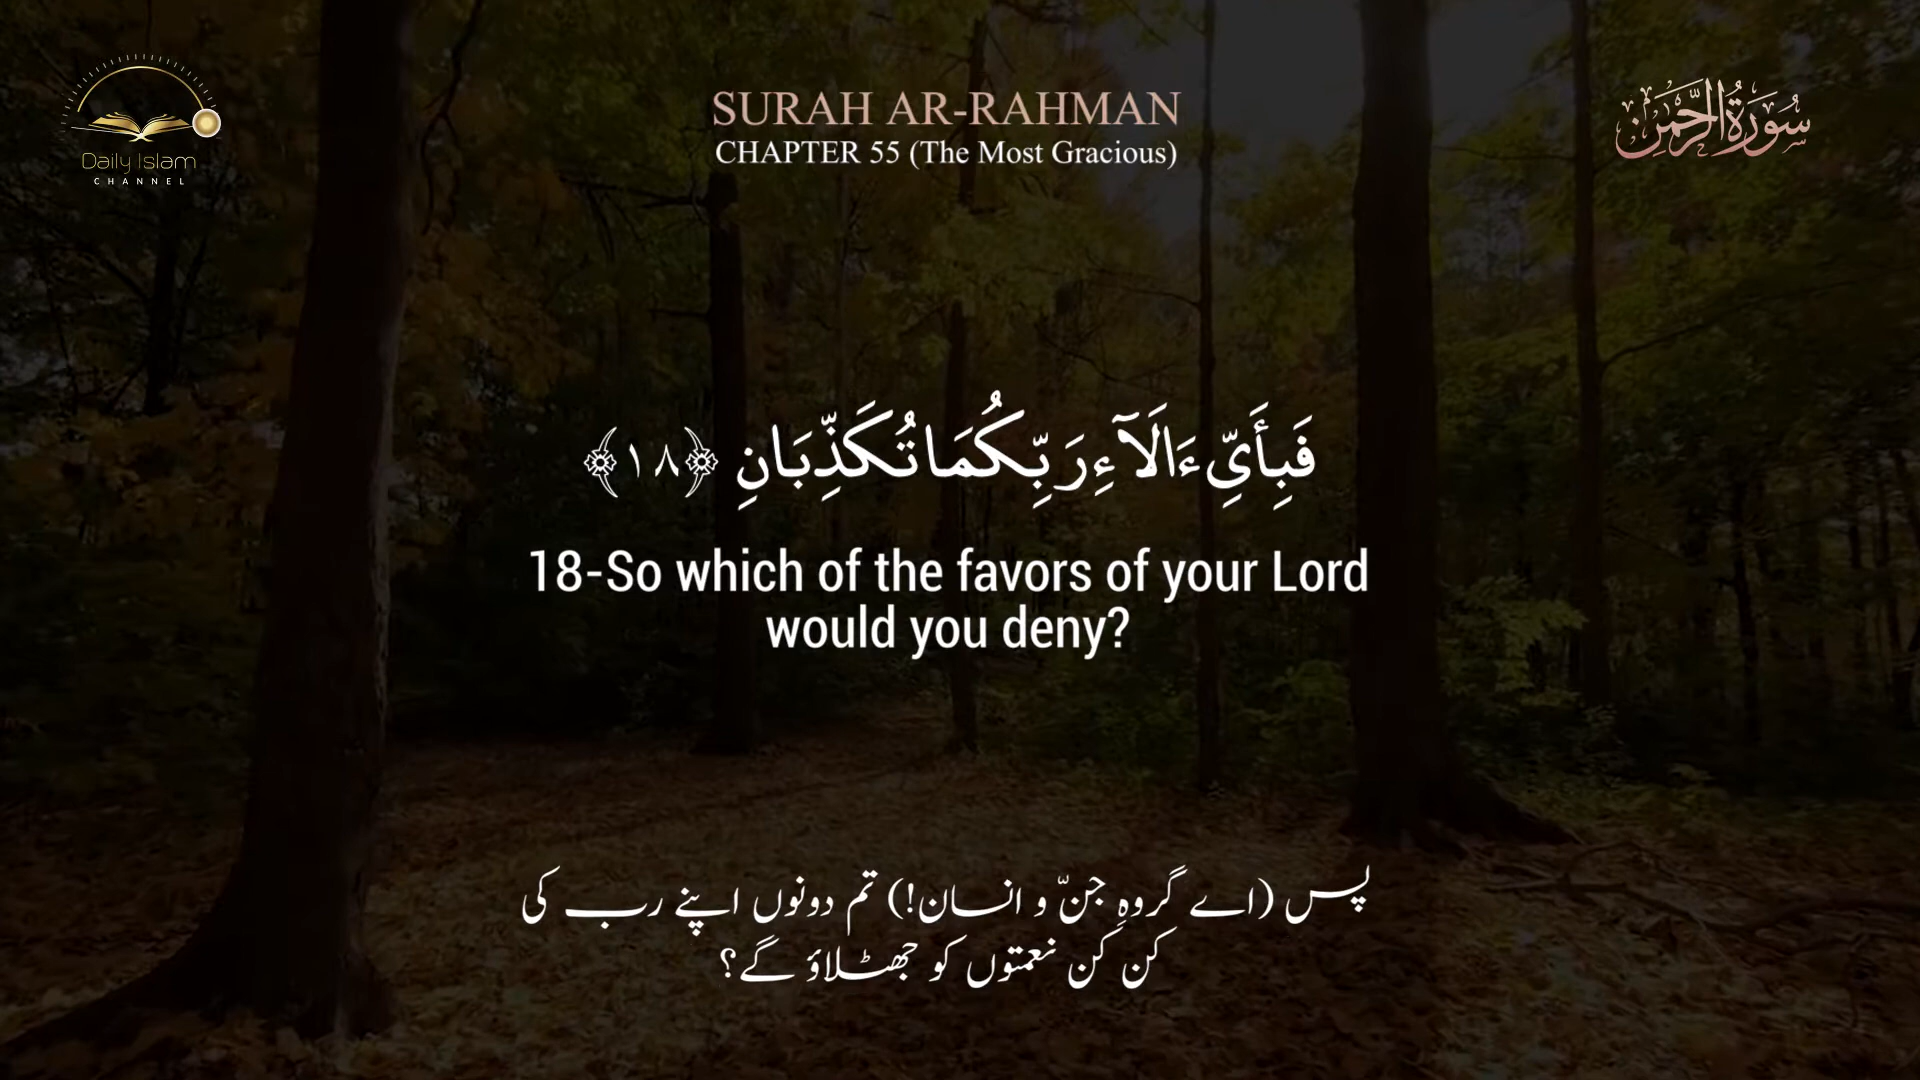 Daily Islam
CHANNEL
SURAH AR-RAHMAN
CHAPTER 55 (The Most Gracious)
سُورَةُ الرَّحْمَٰن
فَبِأَيِّ ءَالَآءِ رَبِّكُمَا تُكَذِّبَانِ ﴿١٨﴾
18-So which of the favors of your Lord
would you deny?
پس (اے گروہِ جنّ و انسان!) تم دونوں اپنے رب کی
کن کن نعمتوں کو جھٹلاؤ گے؟